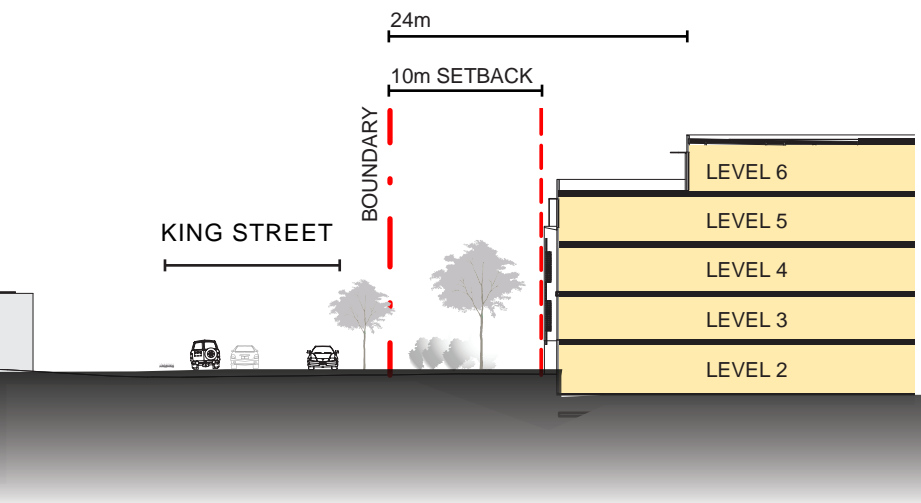 24m
10m SETBACK
BOUNDARY
KING STREET
LEVEL 6
LEVEL 5
LEVEL 4
LEVEL 3
LEVEL 2